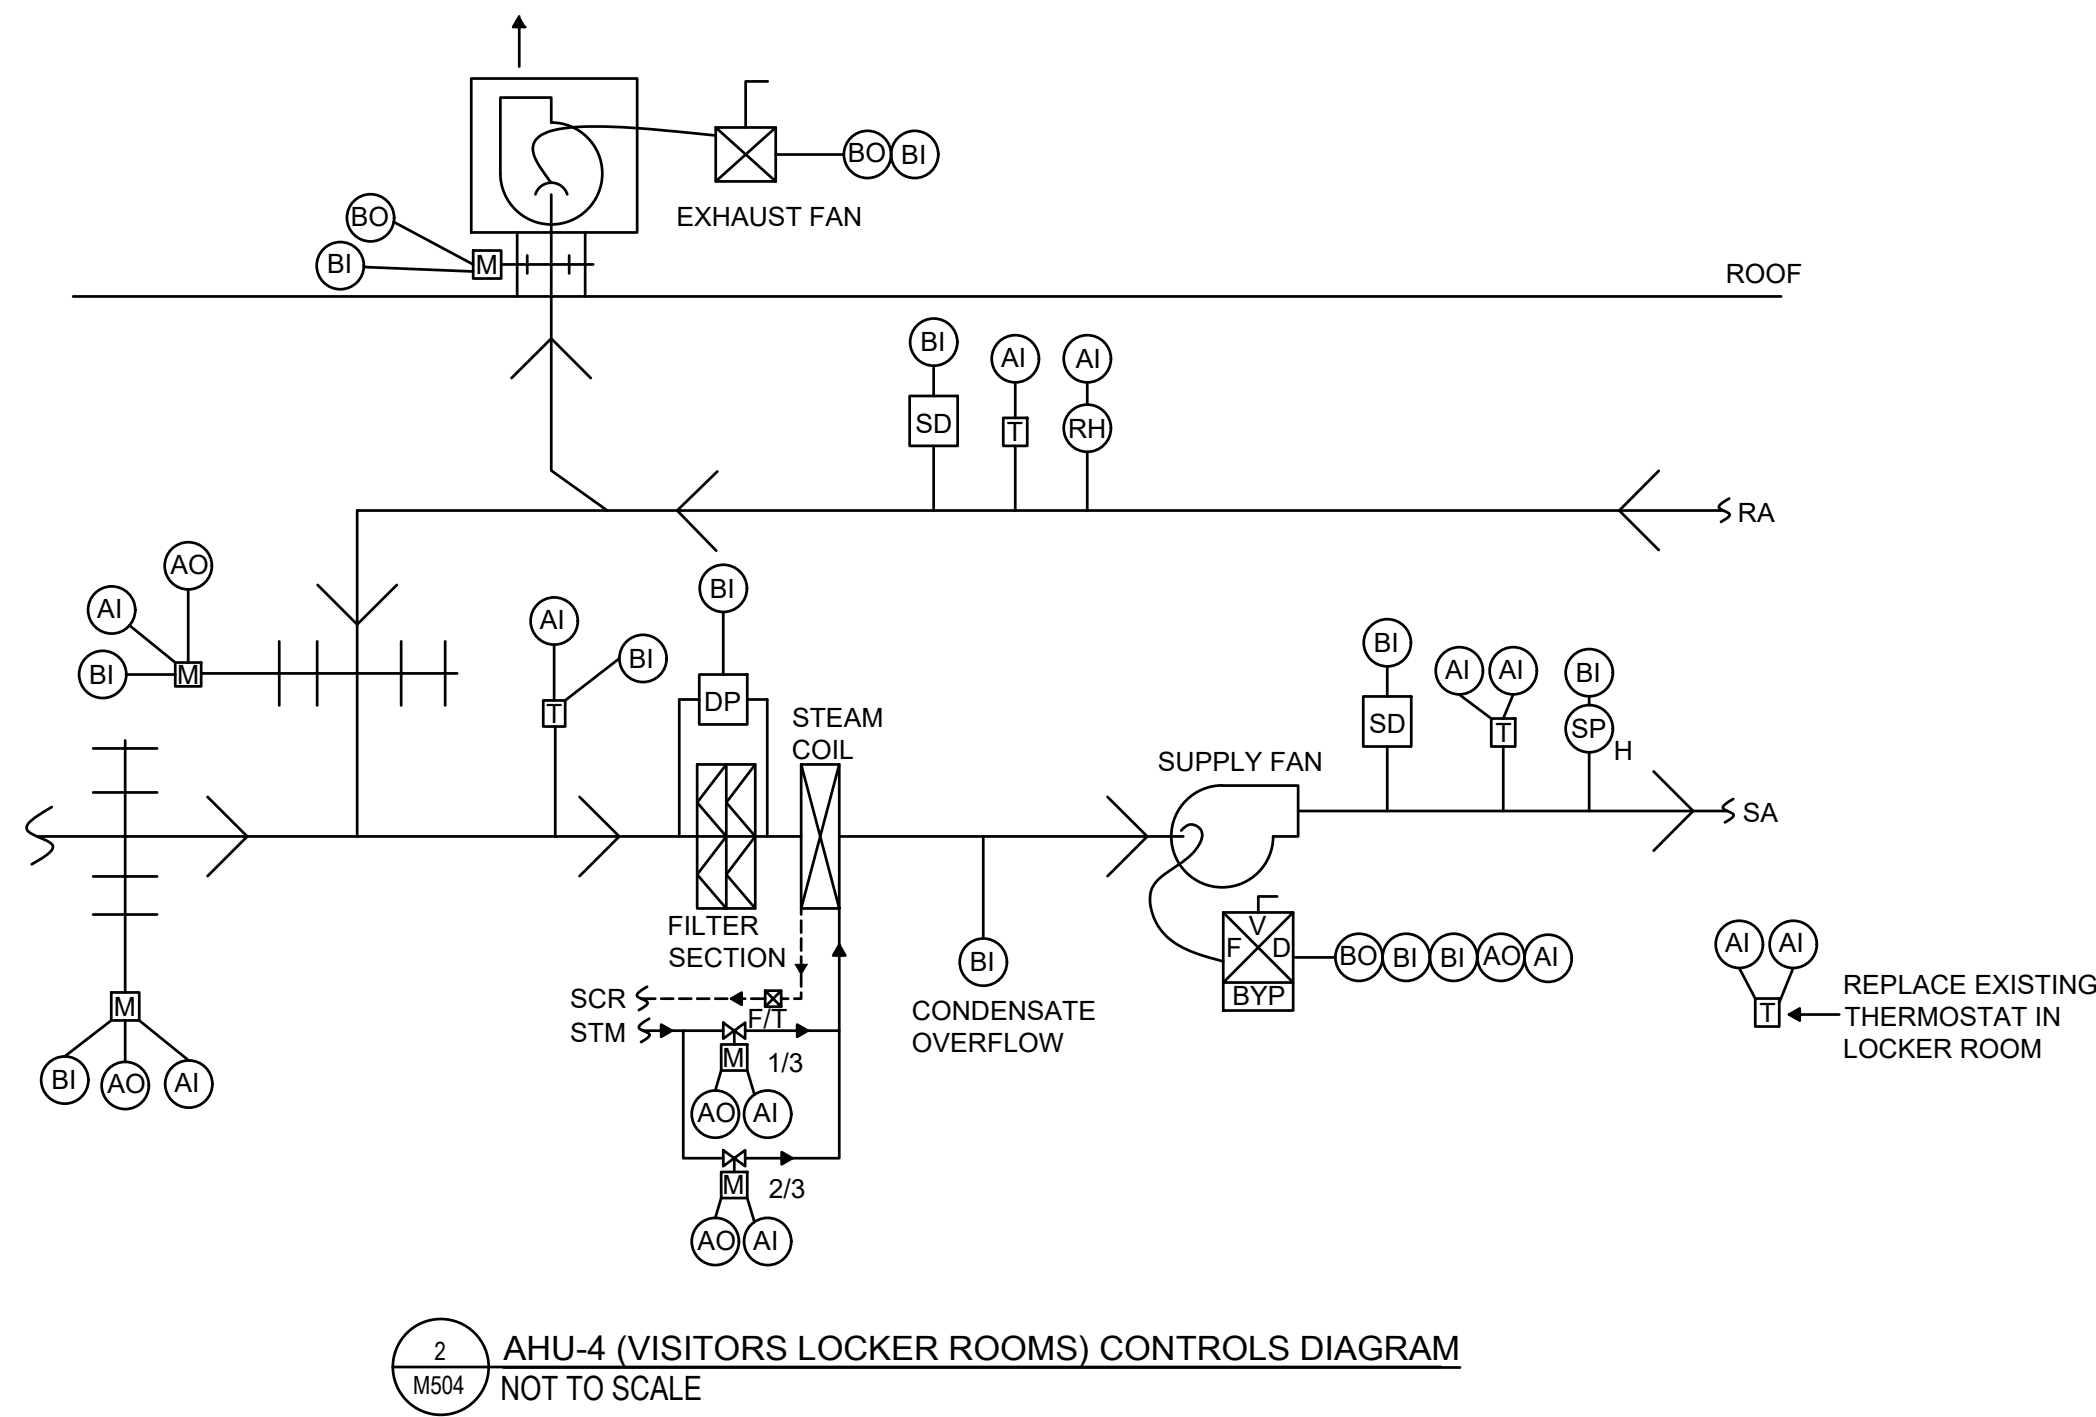 BO
BI
EXHAUST FAN
BO
BI
M
ROOF
BI
AI
AI
SD
T
RH
RA
AO
AI
BI
M
AI
BI
T
BI
DP
STEAM
COIL
BI
SD
AI
AI
T
BI
SP
H
SUPPLY FAN
SA
FILTER
SECTION
V
F
D
BYP
BO
BI
BI
AO
AI
BI
CONDENSATE
OVERFLOW
AI
AI
T
REPLACE EXISTING
THERMOSTAT IN
LOCKER ROOM
M
BI
AO
AI
SCR
F/T
STM
M
1/3
AO
AI
M
2/3
AO
AI
2
M504
AHU-4 (VISITORS LOCKER ROOMS) CONTROLS DIAGRAM
NOT TO SCALE